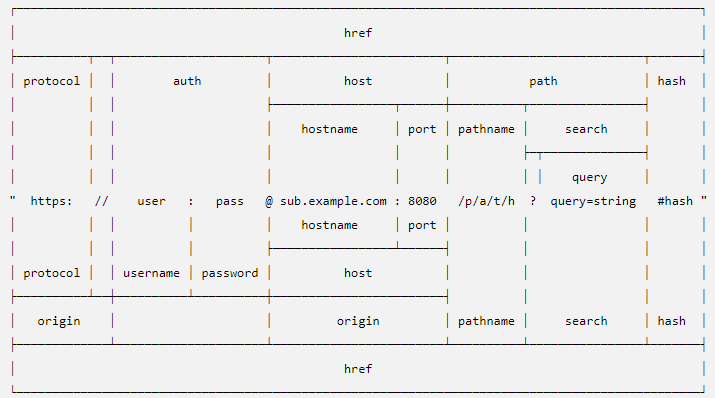 href
protocol auth host path hash
hostname port pathname search
query
" https: // user : pass @ sub.example.com : 8080 /p/a/t/h ? query=string #hash "
hostname port
protocol username password host
origin origin pathname search hash
href